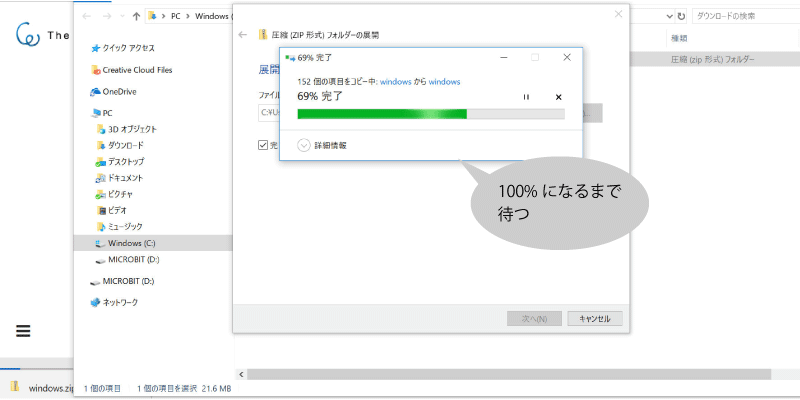 The
PC
Windows (
ダウンロードの検索
クイック アクセス
Creative Cloud Files
OneDrive
PC
3D オブジェクト
ダウンロード
デスクトップ
ドキュメント
ピクチャ
ビデオ
ミュージック
Windows (C:)
MICROBIT (D:)
MICROBIT (D:)
ネットワーク
種類
圧縮 (zip 形式) フォルダー
圧縮 (ZIP 形式) フォルダーの展開
展開
ファイル
C:¥U
完
69% 完了
152 個の項目をコピー中: windows から windows
69% 完了
詳細情報
100% になるまで
待つ
次へ(N)
キャンセル
windows.zip
1 個の項目
1 個の項目を選択 21.6 MB